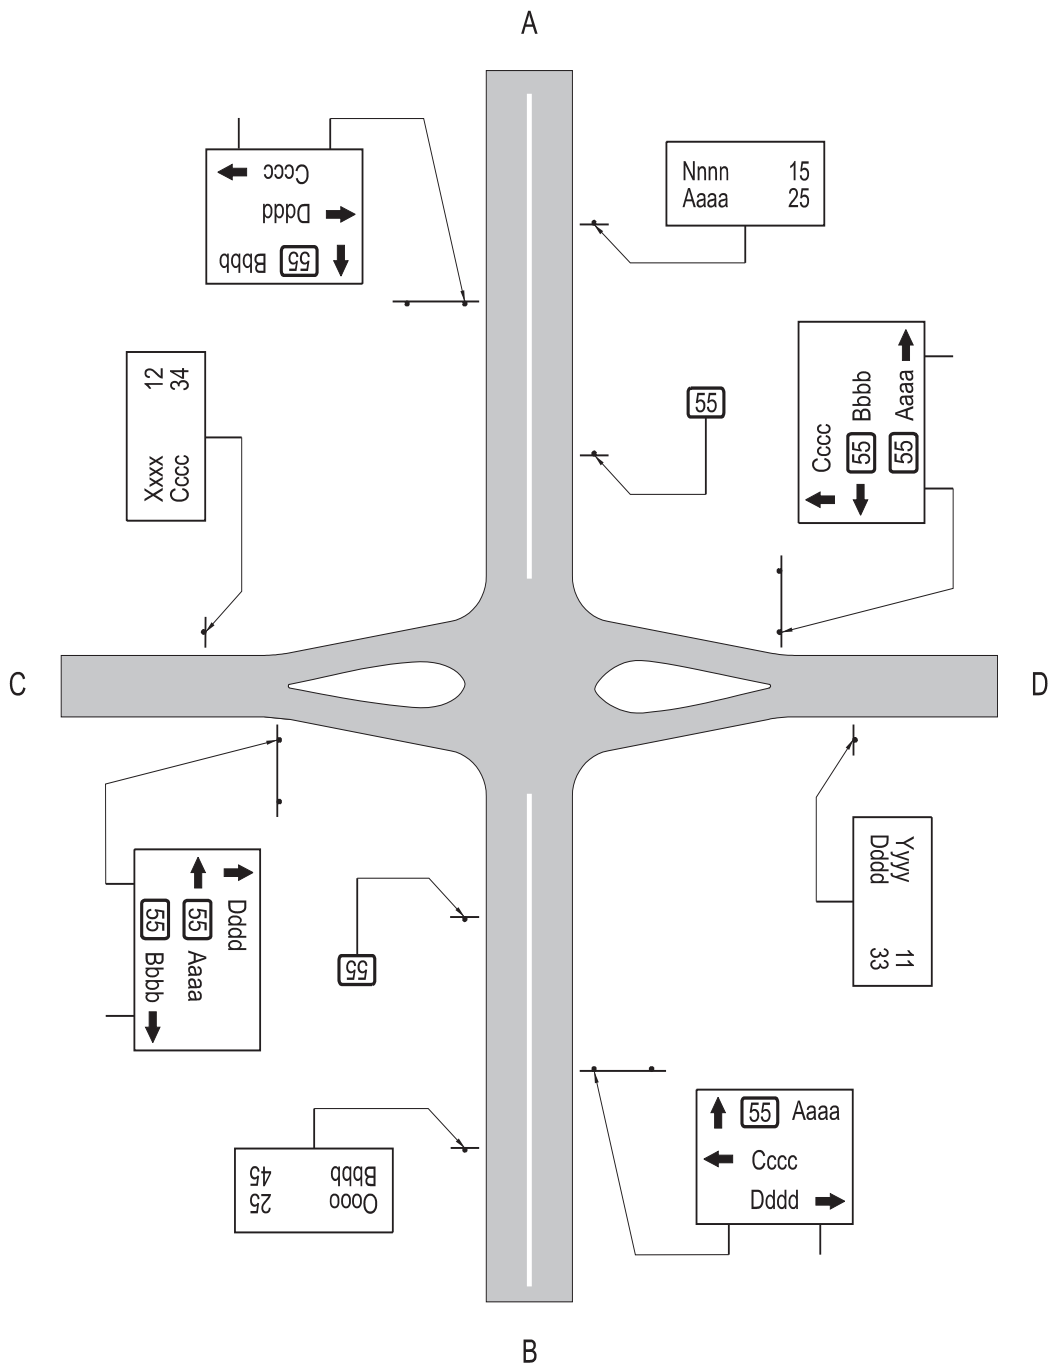 A
Cccc
Dddd
Bbbb 55
Nnnn 15
Aaaa 25
Xxxx 12
Cccc 34
55
Cccc
55 Bbbb
55 Aaaa
C
D
Dddd
55 Aaaa
55 Bbbb
55
Yyyy 11
Dddd 33
Oooo 25
Bbbb 45
55 Aaaa
Cccc
Dddd
B